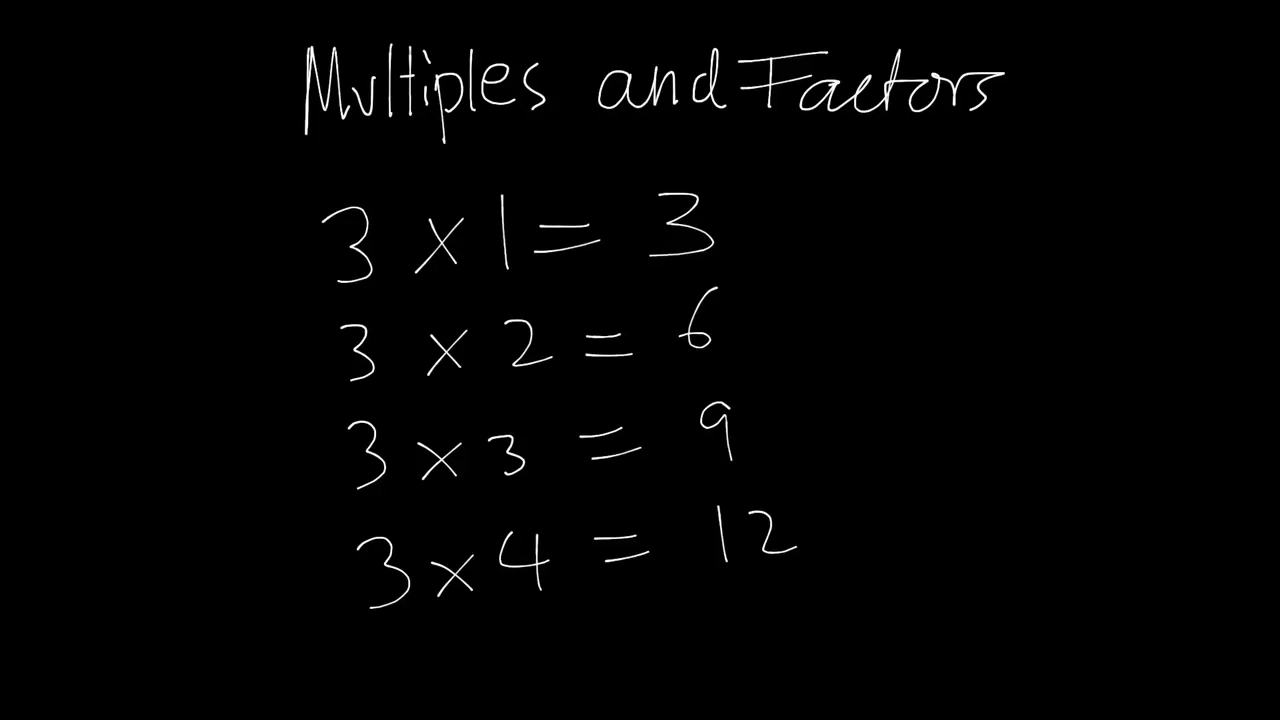 Multiples and Factors
3 × 1 = 3
3 × 2 = 6
3 × 3 = 9
3 × 4 = 12